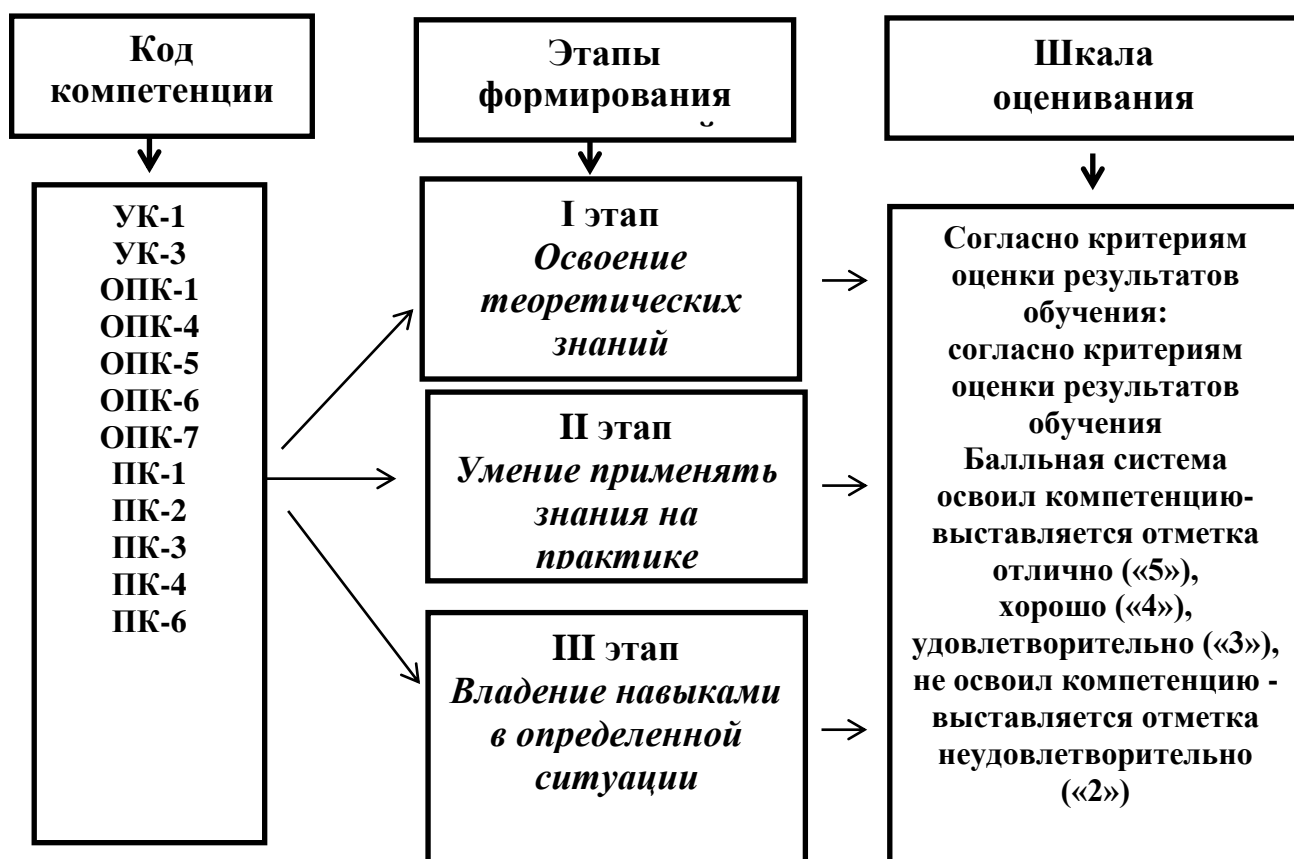 Код
компетенции
Этапы
формирования
Шкала
оценивания
УК-1
УК-3
ОПК-1
ОПК-4
ОПК-5
ОПК-6
ОПК-7
ПК-1
ПК-2
ПК-3
ПК-4
ПК-6
I этап
Освоение
теоретических
знаний
II этап
Умение применять
знания на
практике
III этап
Владение навыками
в определенной
ситуации
Согласно критериям
оценки результатов
обучения:
согласно критериям
оценки результатов
обучения
Балльная система
освоил компетенцию-
выставляется отметка
отлично («5»),
хорошо («4»),
удовлетворительно («3»),
не освоил компетенцию -
выставляется отметка
неудовлетворительно
(«2»)